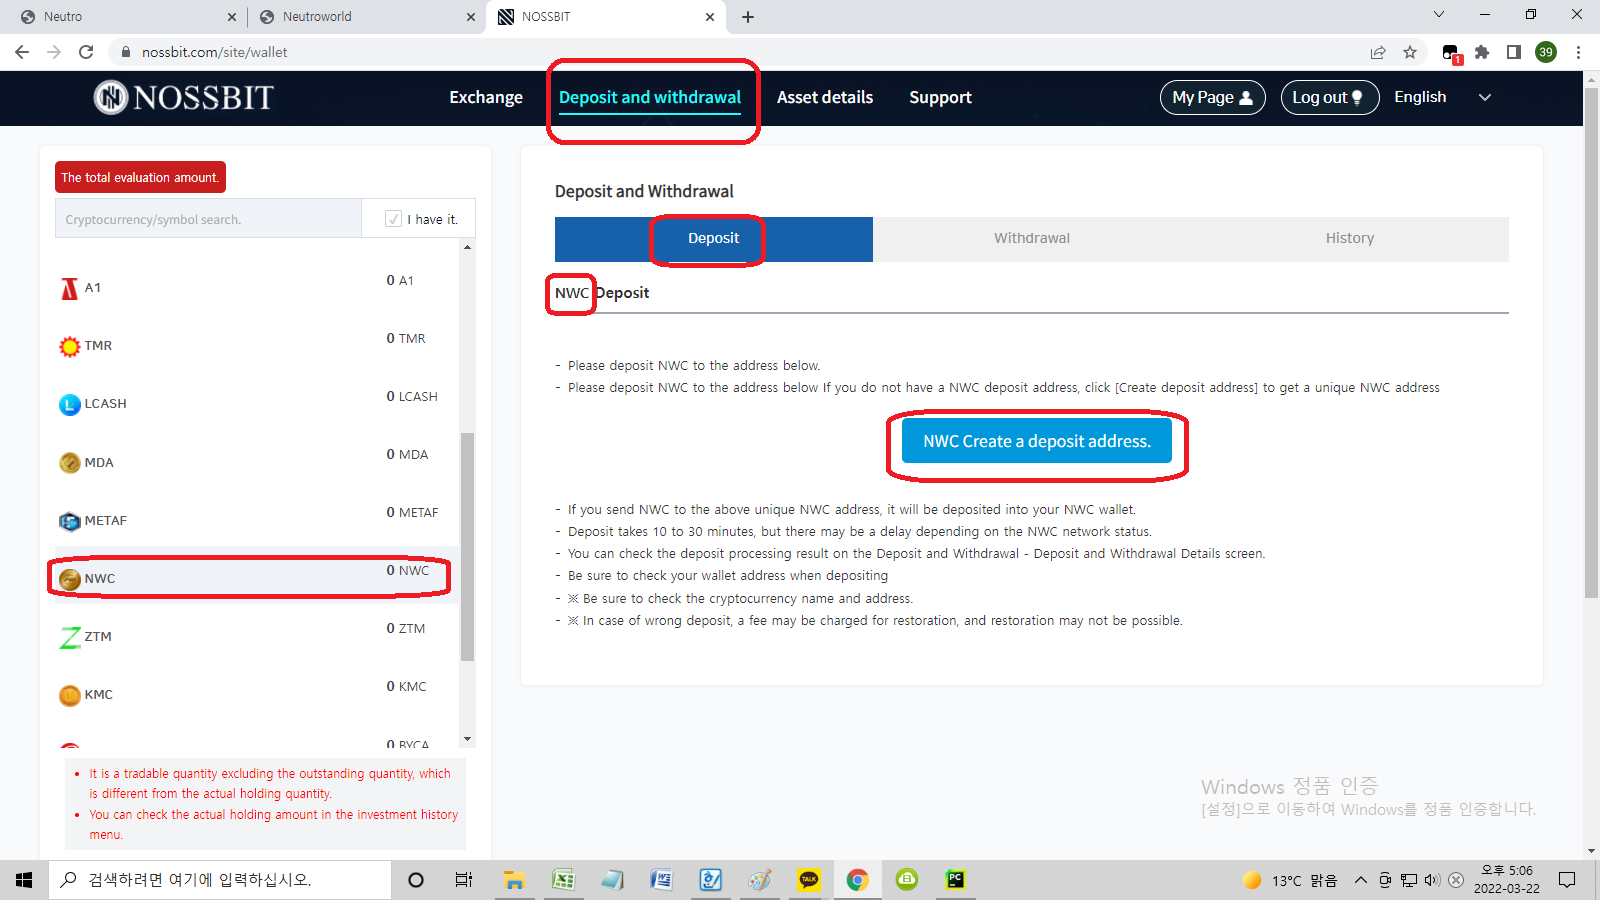 Neutro
Neutroworld
NOSSBIT
nossbit.com/site/wallet
1
39
NOSSBIT
Exchange
Deposit and withdrawal
Asset details
Support
My Page
Log out
English
The total evaluation amount.
Cryptocurrency/symbol search.
I have it.
A1
0 A1
TMR
0 TMR
LCASH
0 LCASH
MDA
0 MDA
METAF
0 METAF
NWC
0 NWC
ZTM
0 ZTM
KMC
0 KMC
0 BYCA
It is a tradable quantity excluding the outstanding quantity, which
is different from the actual holding quantity.
You can check the actual holding amount in the investment history
menu.
Deposit and Withdrawal
Deposit
Withdrawal
History
NWC Deposit
- Please deposit NWC to the address below.
- Please deposit NWC to the address below If you do not have a NWC deposit address, click [Create deposit address] to get a unique NWC address
NWC Create a deposit address.
- If you send NWC to the above unique NWC address, it will be deposited into your NWC wallet.
- Deposit takes 10 to 30 minutes, but there may be a delay depending on the NWC network status.
- You can check the deposit processing result on the Deposit and Withdrawal - Deposit and Withdrawal Details screen.
- Be sure to check your wallet address when depositing
- ※ Be sure to check the cryptocurrency name and address.
- ※ In case of wrong deposit, a fee may be charged for restoration, and restoration may not be possible.
Windows 정품 인증
[설정]으로 이동하여 Windows를 정품 인증합니다.
검색하려면 여기에 입력하십시오.
TALK
PC
13°C 맑음
오후 5:06
2022-03-22